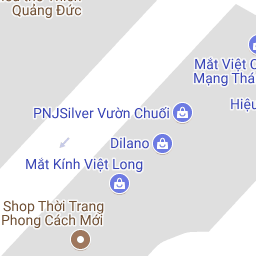 Quảng Đức
Mắt Việt
Mạng
PNJSilver Vườn Chuối
Hiệu
Dilano
Mắt Kính Việt Long
Shop Thời Trang
Phong Cách Mới